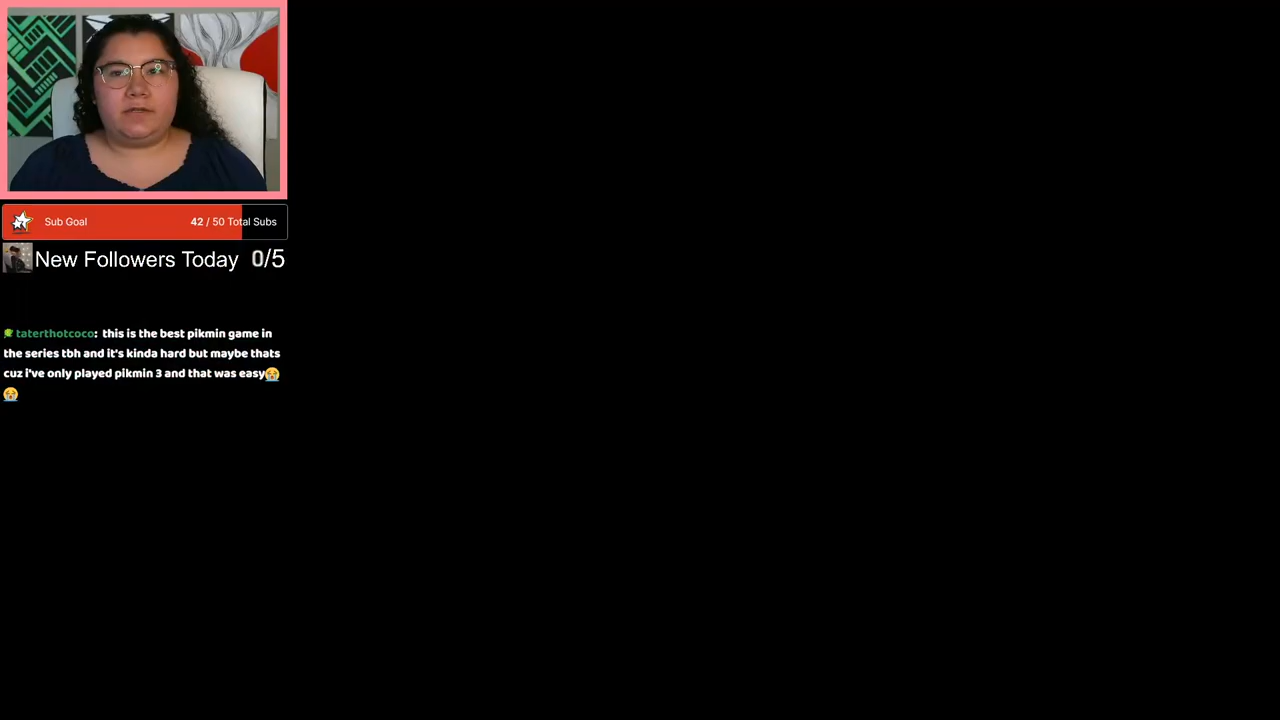 Sub Goal 42 / 50 Total Subs
New Followers Today 0/5
taterthotcoco: this is the best pikmin game in
the series tbh and it's kinda hard but maybe thats
cuz i've only played pikmin 3 and that was easy😭
😭